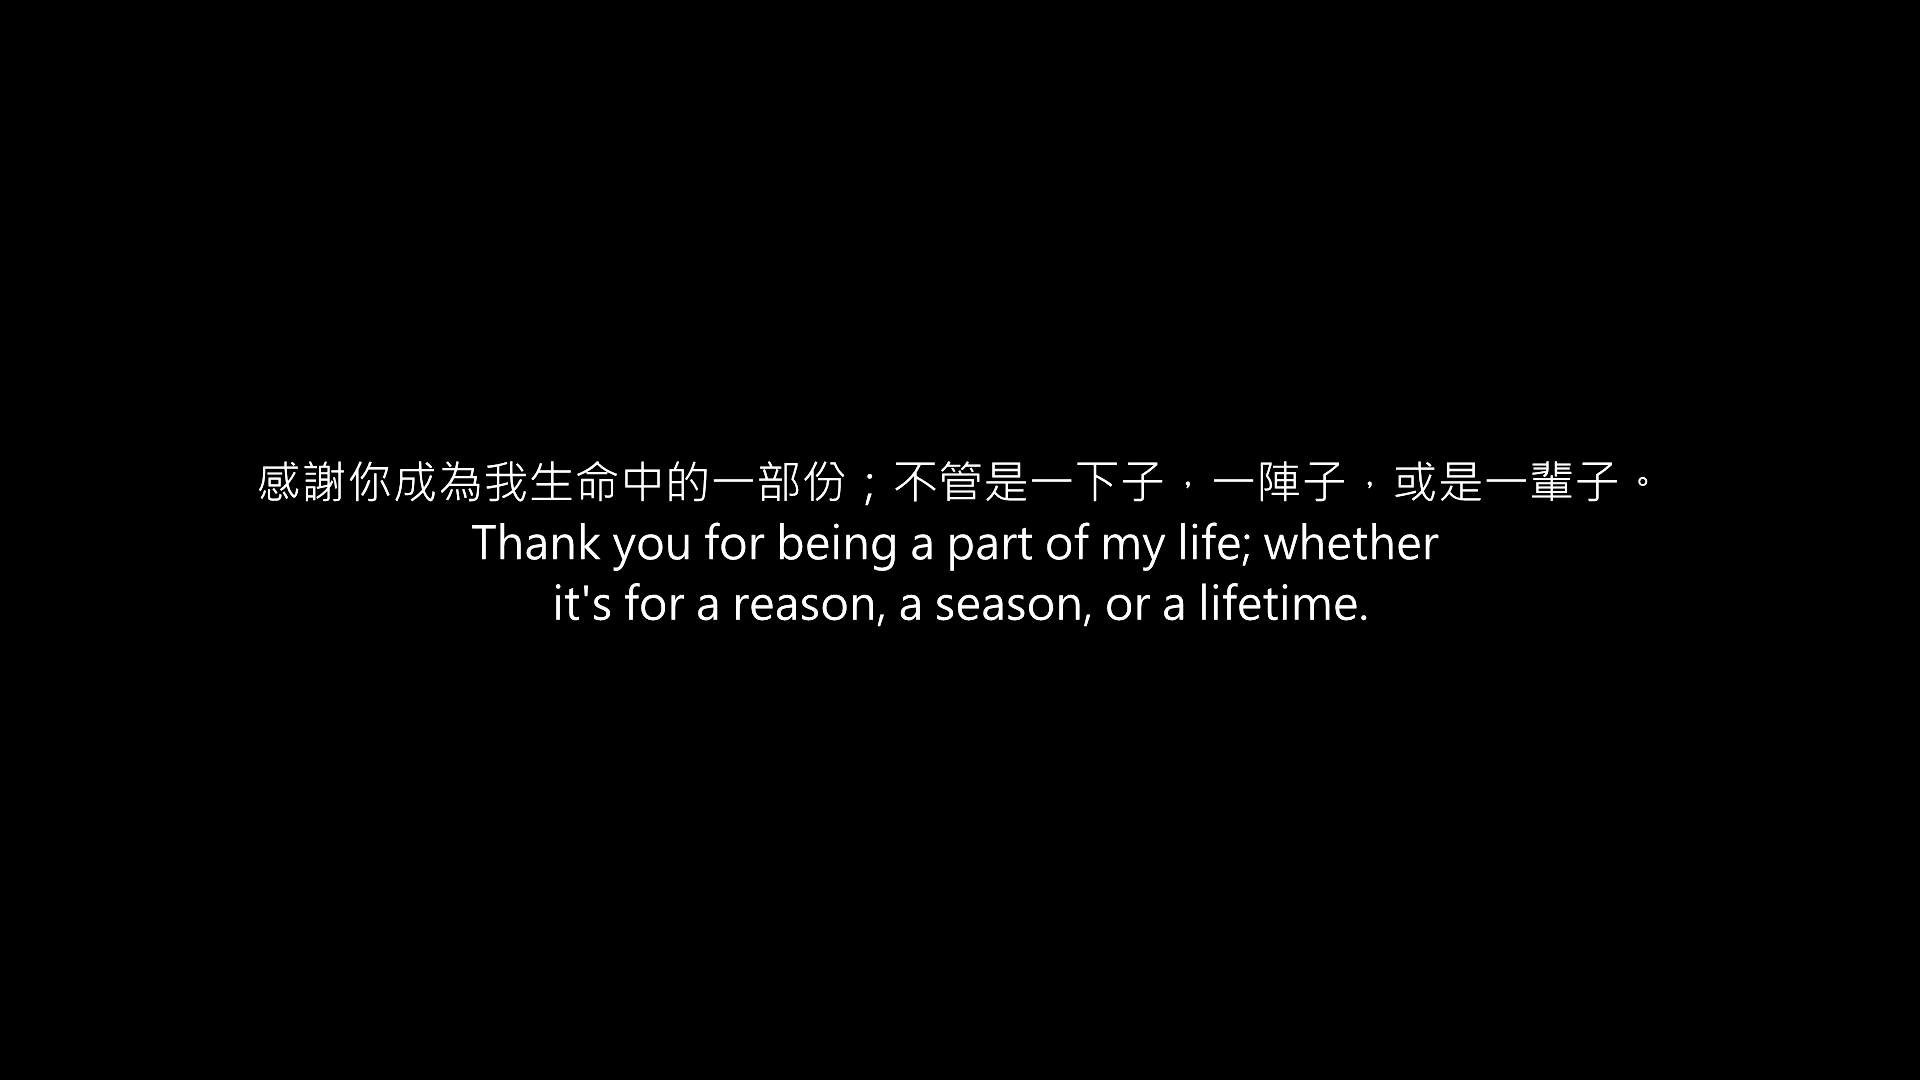 感謝你成為我生命中的一部份；不管是一下子，一陣子，或是一輩子。
Thank you for being a part of my life; whether
it's for a reason, a season, or a lifetime.